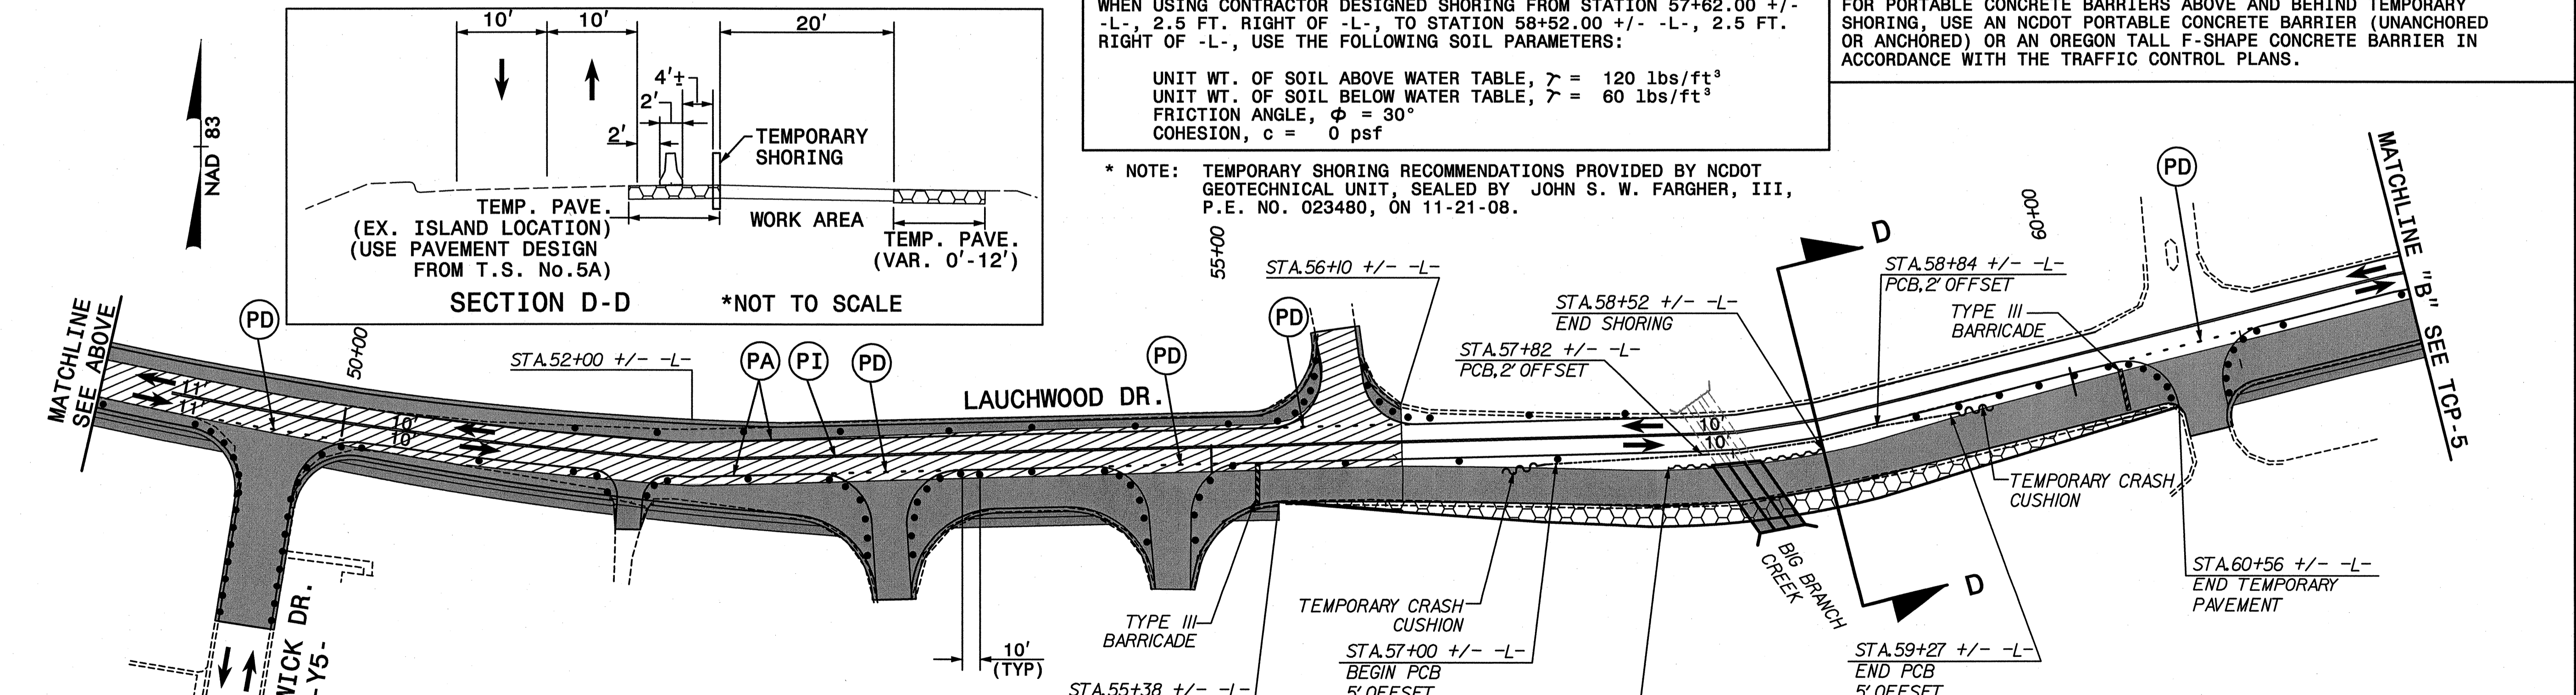 WHEN USING CONTRACTOR DESIGNED SHORING FROM STATION 57+62.00 +/-
-L-, 2.5 FT. RIGHT OF -L-, TO STATION 58+52.00 +/- -L-, 2.5 FT.
RIGHT OF -L-, USE THE FOLLOWING SOIL PARAMETERS:
UNIT WT. OF SOIL ABOVE WATER TABLE, γ = 120 lbs/ft³
UNIT WT. OF SOIL BELOW WATER TABLE, γ = 60 lbs/ft³
FRICTION ANGLE, Φ = 30°
COHESION, c = 0 psf
FOR PORTABLE CONCRETE BARRIERS ABOVE AND BEHIND TEMPORARY
SHORING, USE AN NCDOT PORTABLE CONCRETE BARRIER (UNANCHORED
OR ANCHORED) OR AN OREGON TALL F-SHAPE CONCRETE BARRIER IN
ACCORDANCE WITH THE TRAFFIC CONTROL PLANS.
* NOTE: TEMPORARY SHORING RECOMMENDATIONS PROVIDED BY NCDOT
GEOTECHNICAL UNIT, SEALED BY JOHN S. W. FARGHER, III,
P.E. NO. 023480, ON 11-21-08.
10'
10'
20'
4'±
2'
2'
TEMPORARY
SHORING
TEMP. PAVE.
(EX. ISLAND LOCATION)
(USE PAVEMENT DESIGN
FROM T.S. No.5A)
WORK AREA
TEMP. PAVE.
(VAR. 0'-12')
SECTION D-D
*NOT TO SCALE
NAD 83
MATCHLINE
SEE ABOVE
PD
50+00
11'
11'
10'
10'
STA.52+00 +/- -L-
PA
PI
PD
LAUCHWOOD DR.
PD
55+00
PD
STA.56+10 +/- -L-
STA.57+82 +/- -L-
PCB,2' OFFSET
STA.58+52 +/- -L-
END SHORING
10'
10'
D
STA.58+84 +/- -L-
PCB,2' OFFSET
TYPE III
BARRICADE
60+00
PD
MATCHLINE "B" SEE TCP-5
TEMPORARY CRASH
CUSHION
STA.60+56 +/- -L-
END TEMPORARY
PAVEMENT
D
BIG BRANCH
CREEK
STA.59+27 +/- -L-
END PCB
5' OFFSET
TEMPORARY CRASH
CUSHION
STA.57+00 +/- -L-
BEGIN PCB
5' OFFSET
TYPE III
BARRICADE
STA.55+38 +/- -L-
10'
(TYP)
WICK DR.
-Y5-